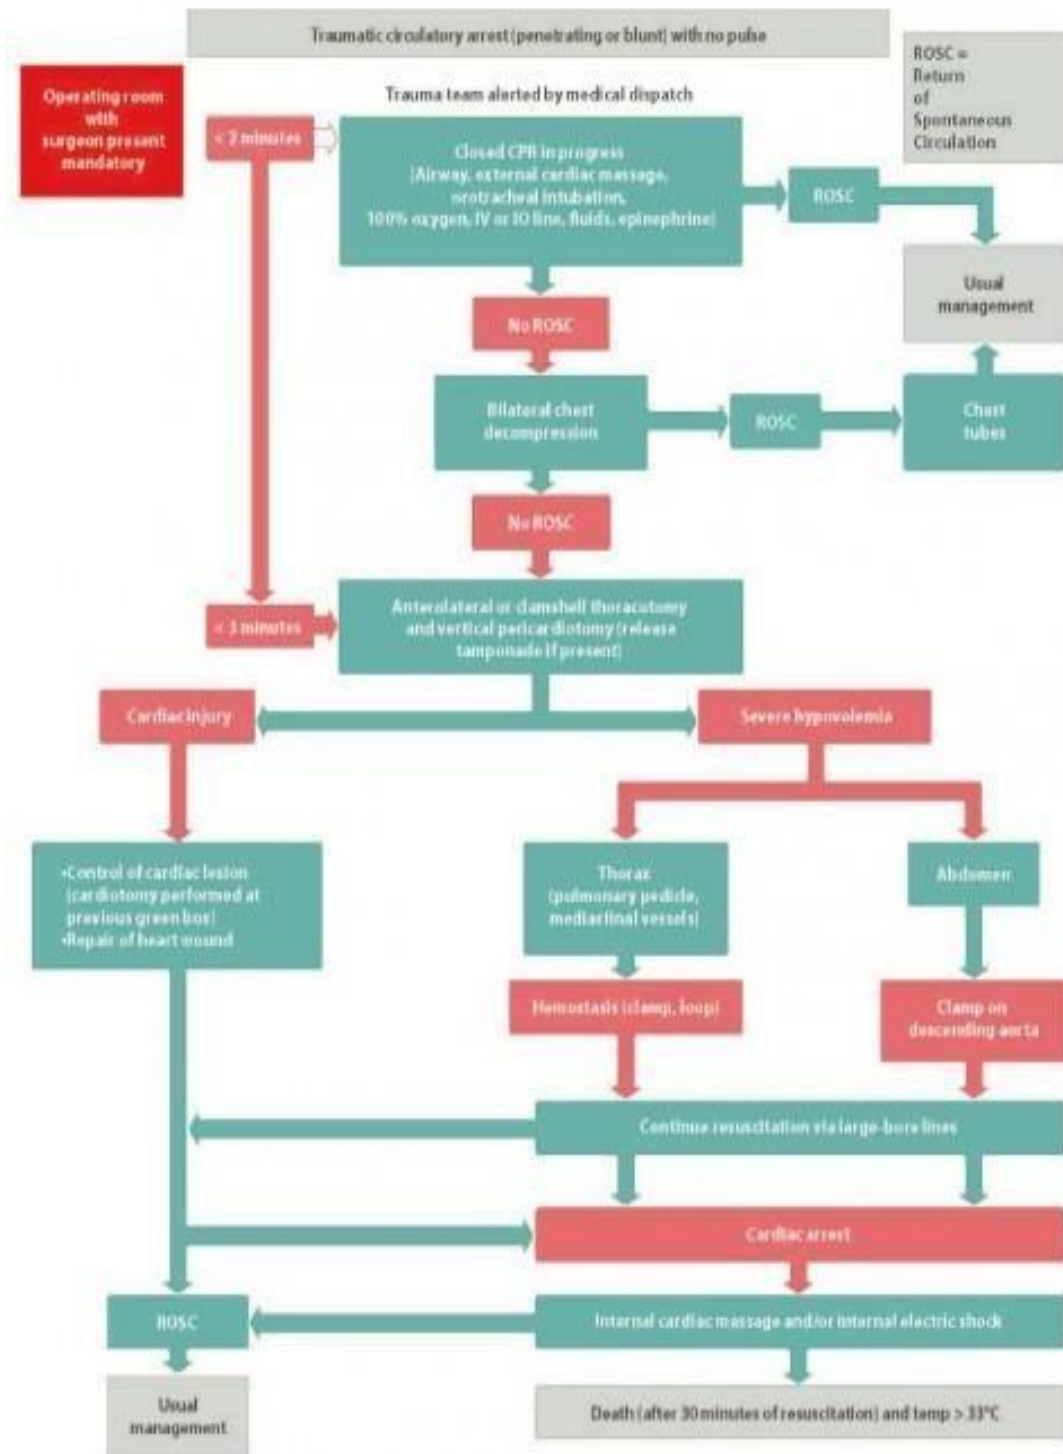 Traumatic circulatory arrest (penetrating or blunt) with no pulse
ROSC =
Return
of
Spontaneous
Circulation
Operating room
with
surgeon present
mandatory
Trauma team alerted by medical dispatch
< 2 minutes
Closed CPR in progress
(Airway, external cardiac massage,
orotracheal intubation,
100% oxygen, IV or IO line, fluids, epinephrine)
ROSC
Usual
management
No ROSC
Bilateral chest
decompression
ROSC
Chest
tubes
No ROSC
< 3 minutes
Anterolateral or clamshell thoracotomy
and vertical pericardiotomy (release
tamponade if present)
Cardiac injury
Severe hypovolemia
•Control of cardiac lesion
(cardiotomy performed at
previous green box)
•Repair of heart wound
Thorax
(pulmonary pedicle,
mediastinal vessels)
Abdomen
Hemostasis (clamp, loop)
Clamp on
descending aorta
Continue resuscitation via large-bore lines
Cardiac arrest
ROSC
Internal cardiac massage and/or internal electric shock
Usual
management
Death (after 30 minutes of resuscitation) and temp > 33°C